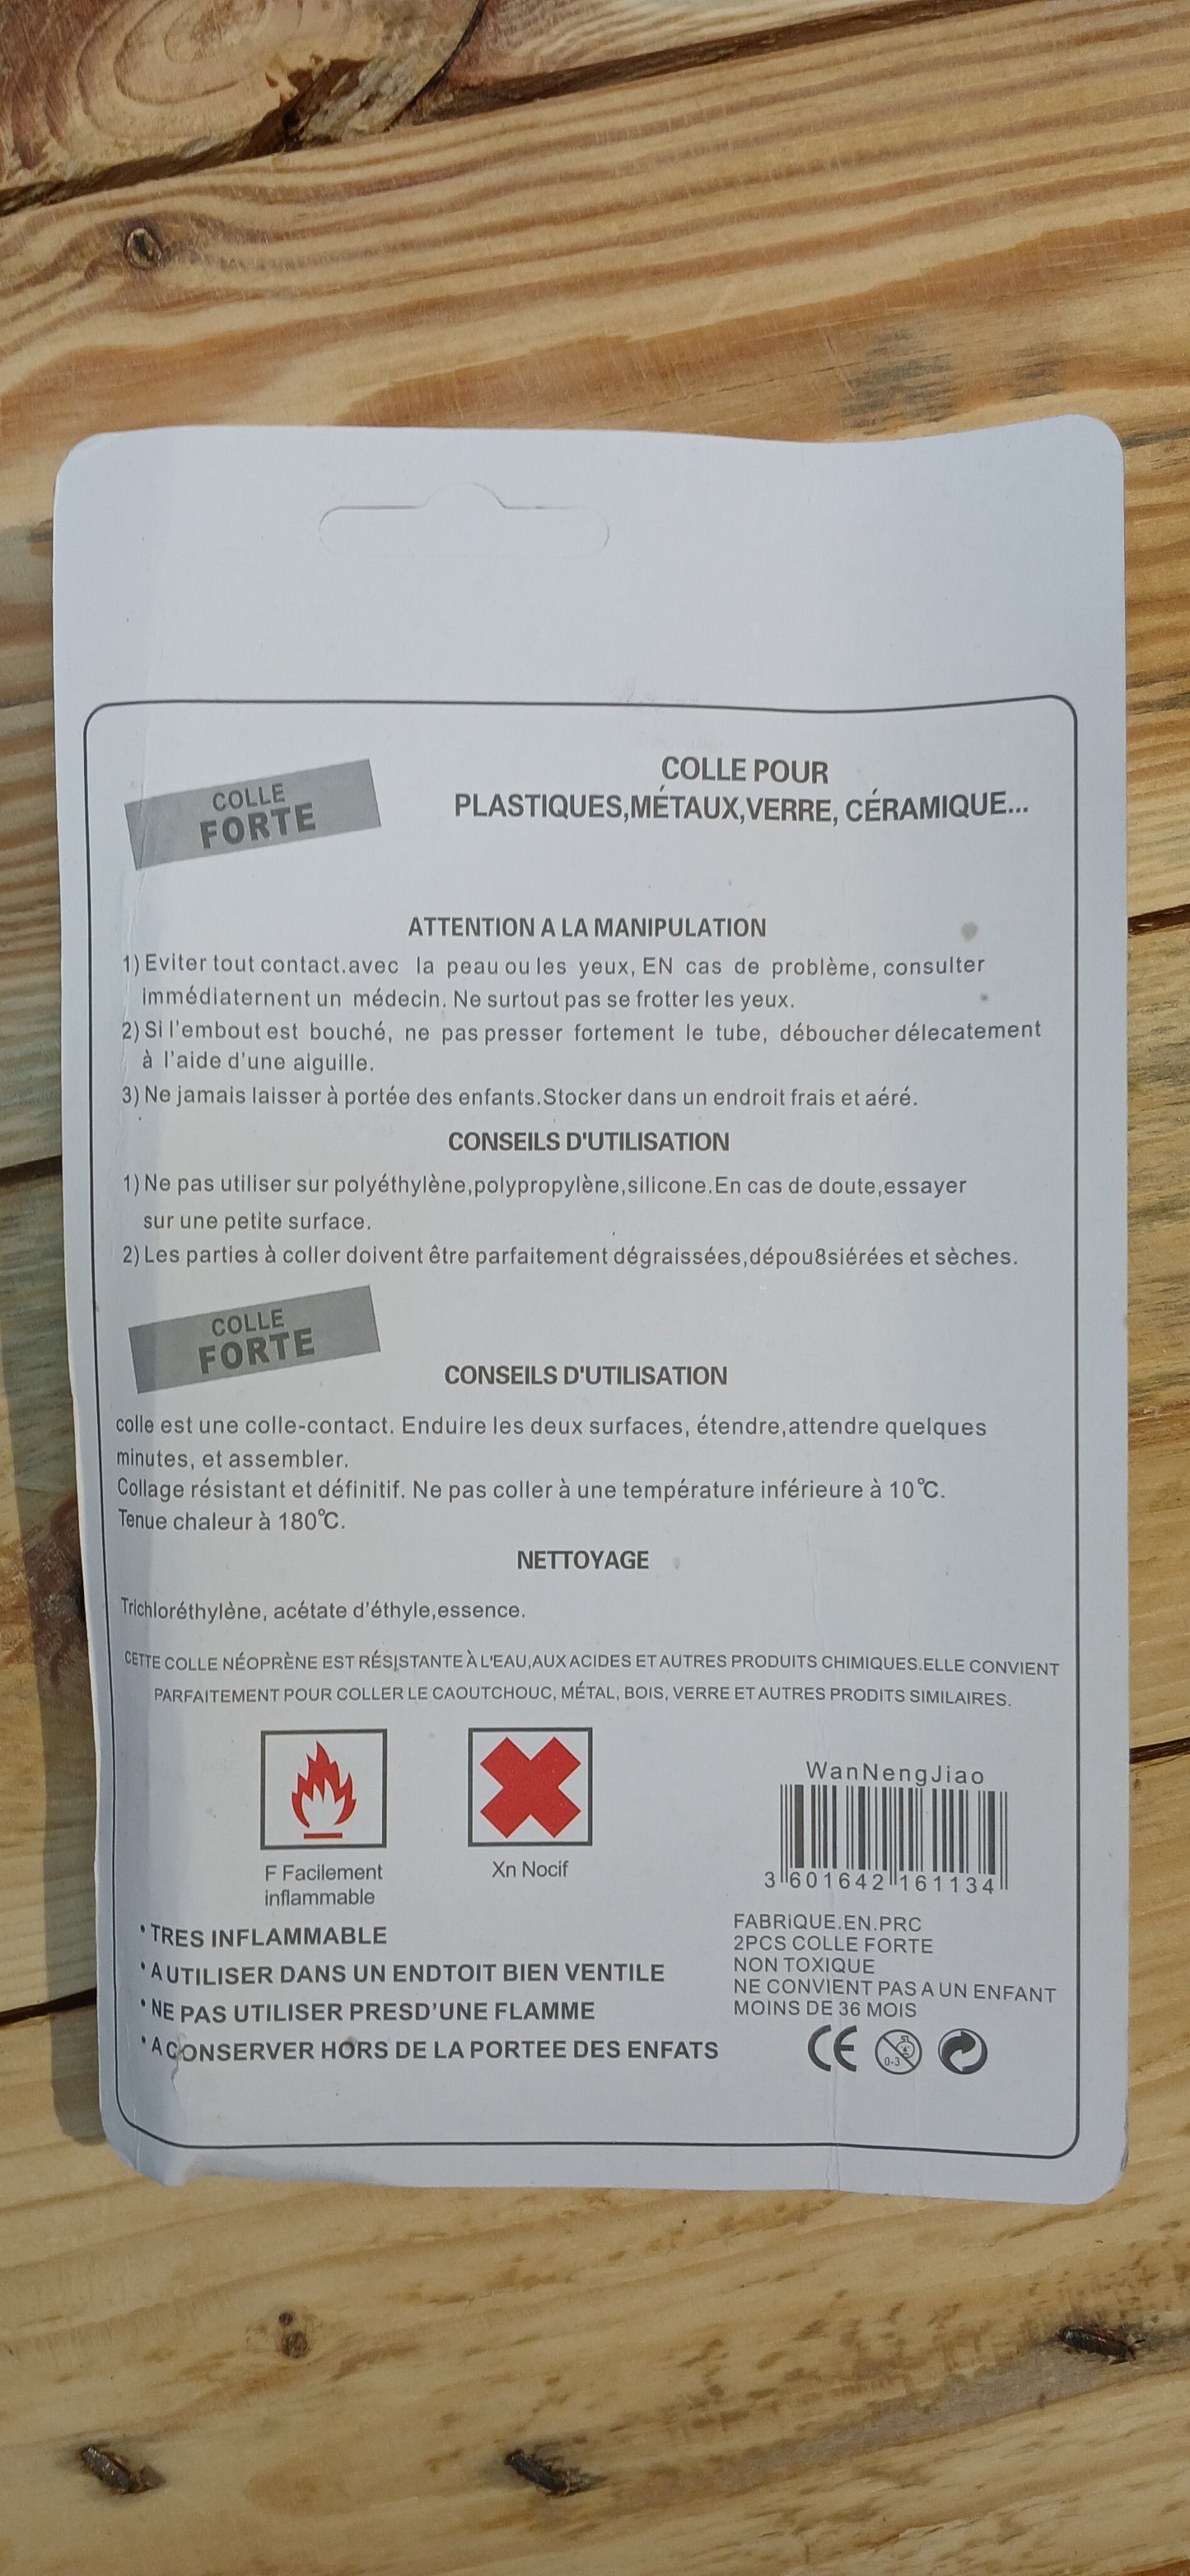 COLLE
FORTE
COLLE POUR
PLASTIQUES,MÉTAUX,VERRE, CÉRAMIQUE...
ATTENTION A LA MANIPULATION
1) Eviter tout contact.avec la peau ou les yeux, EN cas de problème, consulter
immédiaternent un médecin. Ne surtout pas se frotter les yeux.
2) Si l'embout est bouché, ne pas presser fortement le tube, déboucher délecatement
à l'aide d'une aiguille.
3) Ne jamais laisser à portée des enfants.Stocker dans un endroit frais et aéré.
CONSEILS D'UTILISATION
1) Ne pas utiliser sur polyéthylène,polypropylène,silicone.En cas de doute,essayer
sur une petite surface.
2) Les parties à coller doivent être parfaitement dégraissées,dépou8siérées et sèches.
COLLE
FORTE
CONSEILS D'UTILISATION
colle est une colle-contact. Enduire les deux surfaces, étendre,attendre quelques
minutes, et assembler.
Collage résistant et définitif. Ne pas coller à une température inférieure à 10℃.
Tenue chaleur à 180℃.
NETTOYAGE
Trichloréthylène, acétate d'éthyle,essence.
CETTE COLLE NÉOPRÈNE EST RÉSISTANTE À L'EAU,AUX ACIDES ET AUTRES PRODUITS CHIMIQUES.ELLE CONVIENT
PARFAITEMENT POUR COLLER LE CAOUTCHOUC, MÉTAL, BOIS, VERRE ET AUTRES PRODITS SIMILAIRES.
F Facilement
inflammable
Xn Nocif
WanNengJiao
3 601642 161134
•TRES INFLAMMABLE
•A UTILISER DANS UN ENDTOIT BIEN VENTILE
•NE PAS UTILISER PRESD'UNE FLAMME
•A CONSERVER HORS DE LA PORTEE DES ENFATS
FABRiQUE.EN.PRC
2PCS COLLE FORTE
NON TOXIQUE
NE CONVIENT PAS A UN ENFANT
MOINS DE 36 MOIS
CE 0-3